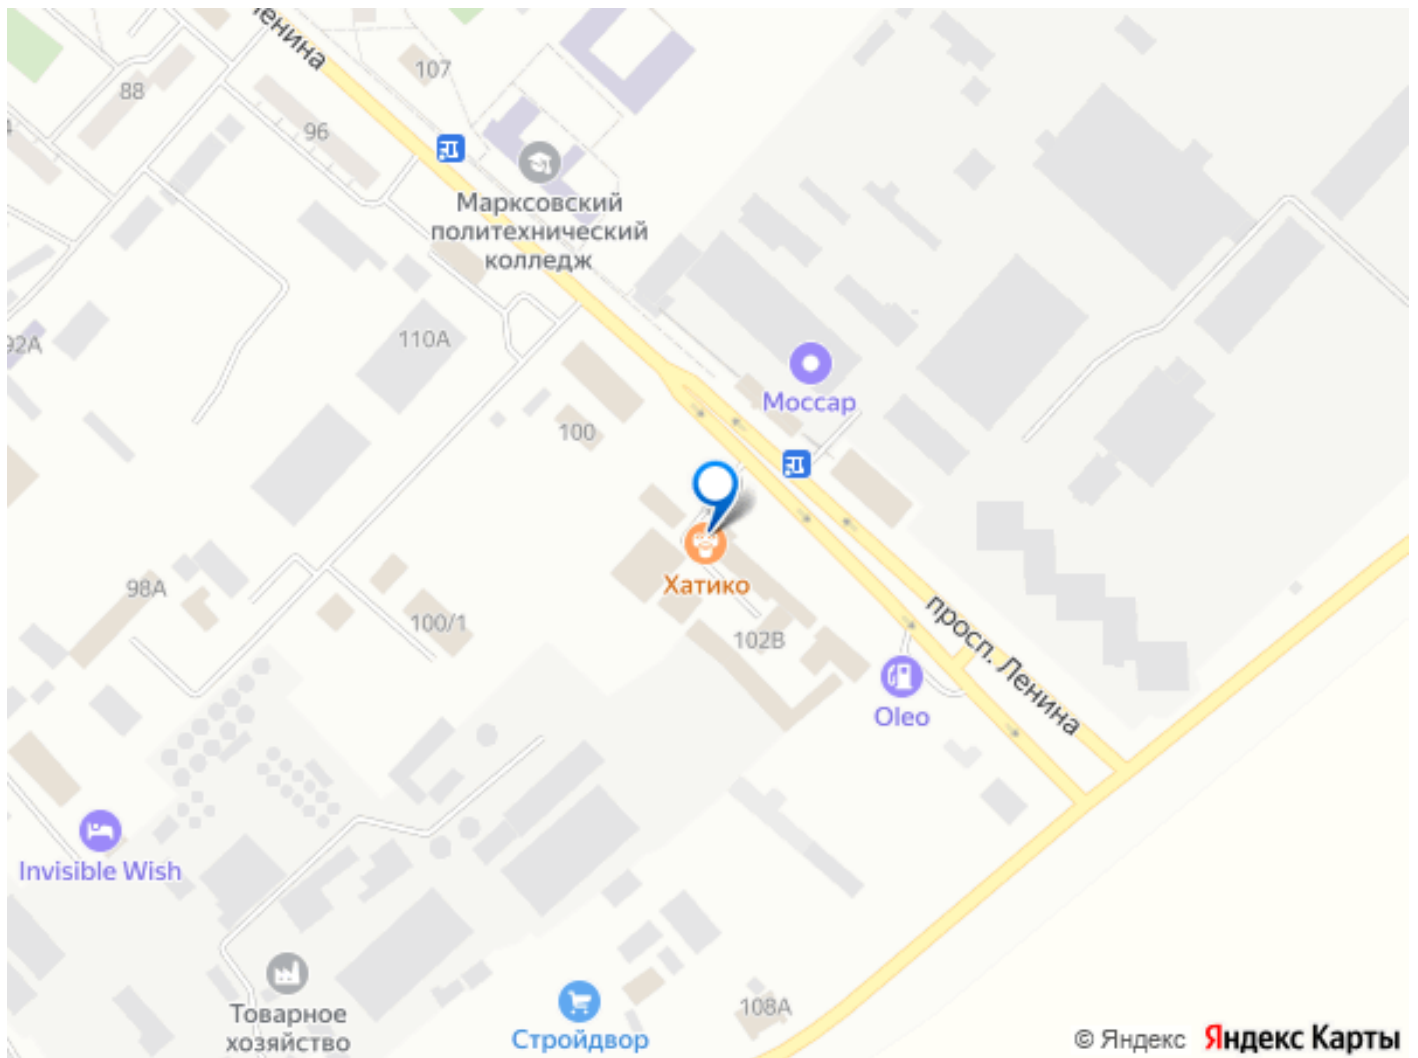 Ленина
107
88
96
Марксовский
политехнический
колледж
92А
110А
Моссар
100
Хатико
98А
100/1
102В
просп. Ленина
Oleo
Invisible Wish
Товарное
хозяйство
Стройдвор
108А
© Яндекс Яндекс Карты